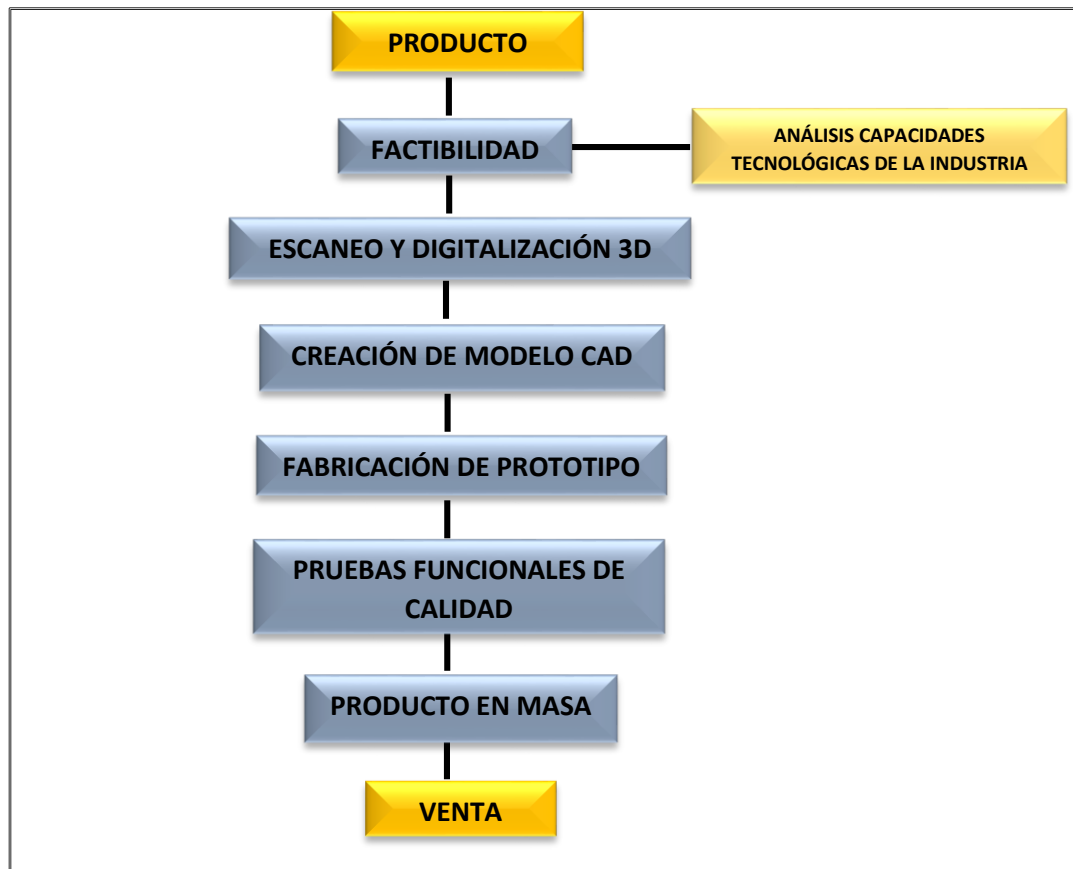 PRODUCTO
FACTIBILIDAD
ANÁLISIS CAPACIDADES
TECNOLÓGICAS DE LA INDUSTRIA
ESCANEO Y DIGITALIZACIÓN 3D
CREACIÓN DE MODELO CAD
FABRICACIÓN DE PROTOTIPO
PRUEBAS FUNCIONALES DE
CALIDAD
PRODUCTO EN MASA
VENTA